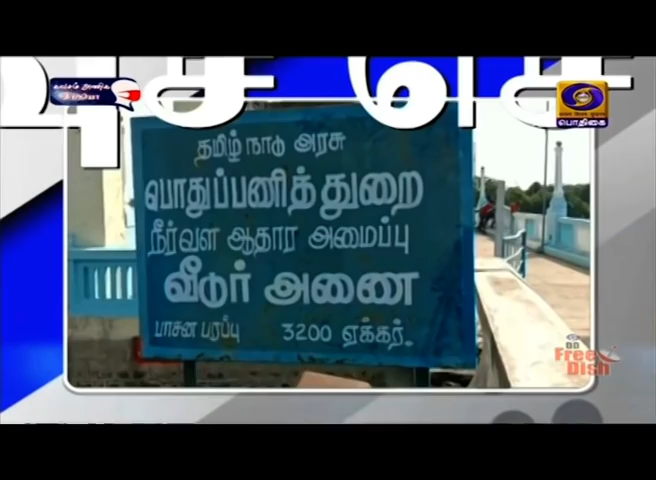 தமிழ் நாடு அரசு
பொதுப்பணித்துறை
நீர்வள ஆதார அமைப்பு
வீடுர் அணை
பாசன பரப்பு 3200 ஏக்கர்.
பொதிகை
DD
Free
Dish